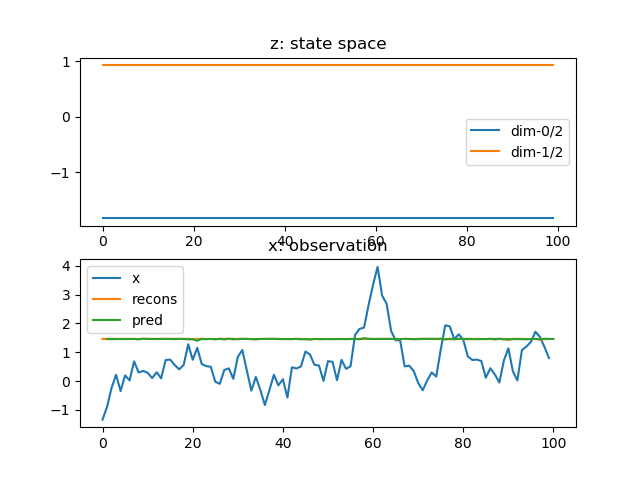 z: state space
1
0
−1
dim-0/2
dim-1/2
0 20 40 60 80 100
x: observation
4
3
2
1
0
−1
x
recons
pred
0 20 40 60 80 100